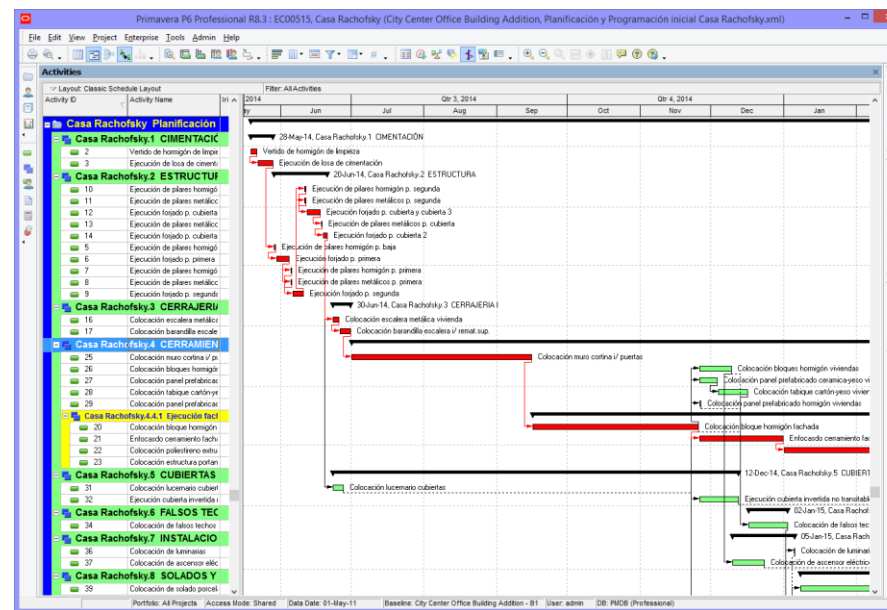 Primavera P6 Professional R8.3 : EC00515, Casa Rachofsky (City Center Office Building Addition, Planificación y Programación inicial Casa Rachofsky.xml)
File Edit View Project Enterprise Tools Admin Help
Activities
Layout: Classic Schedule Layout Filter: All Activities
Activity ID Activity Name 2014 Qtr 3, 2014 Qtr 4, 2014
Jun Jul Aug Sep Oct Nov Dec Jan
Casa Rachofsky Planificación
Casa Rachofsky.1 CIMENTACIÓ 28-May-14, Casa Rachofsky.1 CIMENTACIÓN
2 Vertido de hormigón de limpie Vertido de hormigón de limpieza
3 Ejecución de losa de cimenta Ejecución de losa de cimentación
Casa Rachofsky.2 ESTRUCTUR 20-Jun-14, Casa Rachofsky.2 ESTRUCTURA
10 Ejecución de pilares hormigó Ejecución de pilares hormigón p. segunda
11 Ejecución de pilares metálicc Ejecución de pilares metálicos p. segunda
12 Ejecución forjado p. cubierta Ejecución forjado p. cubierta y cubierta 3
13 Ejecución de pilares metálicc Ejecución de pilares metálicos p. cubierta
14 Ejecución forjado p. cubierta Ejecución forjado p. cubierta 2
5 Ejecución de pilares hormigó Ejecución de pilares hormigón p. baja
6 Ejecución forjado p. primera Ejecución forjado p. primera
7 Ejecución de pilares hormigó Ejecución de pilares hormigón p. primera
8 Ejecución de pilares metálicc Ejecución de pilares metálicos p. primera
9 Ejecución forjado p. segunda Ejecución forjado p. segunda
Casa Rachofsky.3 CERRAJERI 30-Jun-14, Casa Rachofsky.3 CERRAJERIA I
16 Colocación escalera metálica Colocación escalera metálica vivienda
17 Colocación barandilla escale Colocación barandilla escalera i/ remat.sup.
Casa Rachofsky.4 CERRAMIEN
25 Colocación muro cortina i/ pu Colocación muro cortina i/ puertas
26 Colocación bloques hormigór Colocación bloques hormigón viviendas
27 Colocación panel prefabricac Colocación panel prefabricado ceramica-yeso vi
28 Colocación tabique cartón-ye Colocación tabique cartón-yeso vivier
29 Colocación panel prefabricac Colocación panel prefabricado hormigón viviendas
Casa Rachofsky.4.4.1 Ejecución fact
20 Colocación bloque hormigón Colocación bloque hormigón fachada
21 Enfoscado cerramiento fach Enfoscado cerramiento fa
22 Colocación poliestireno extru
23 Colocación estructura portan
Casa Rachofsky.5 CUBIERTAS 12-Dec-14, Casa Rachofsky.5 CUBIERT
31 Colocación lucernario cubiert Colocación lucernario cubiertas
32 Ejecución cubierta invertida Ejecución cubierta invertida no transitabl
Casa Rachofsky.6 FALSOS TEC 02-Jan-15, Casa Rachof
34 Colocación de falsos techos Colocación de falsos tec
Casa Rachofsky.7 INSTALACIO 05-Jan-15, Casa Rach
36 Colocación de luminarias Colocación de luminari
37 Colocación de ascensor eléc Colocación de ascensor eléctrico
Casa Rachofsky.8 SOLADOS Y
39 Colocación de solado porcel
Portfolio: All Projects Access Mode: Shared Data Date: 01-May-11 Baseline: City Center Office Building Addition - B1 User: admin DB: PMDB (Professional)